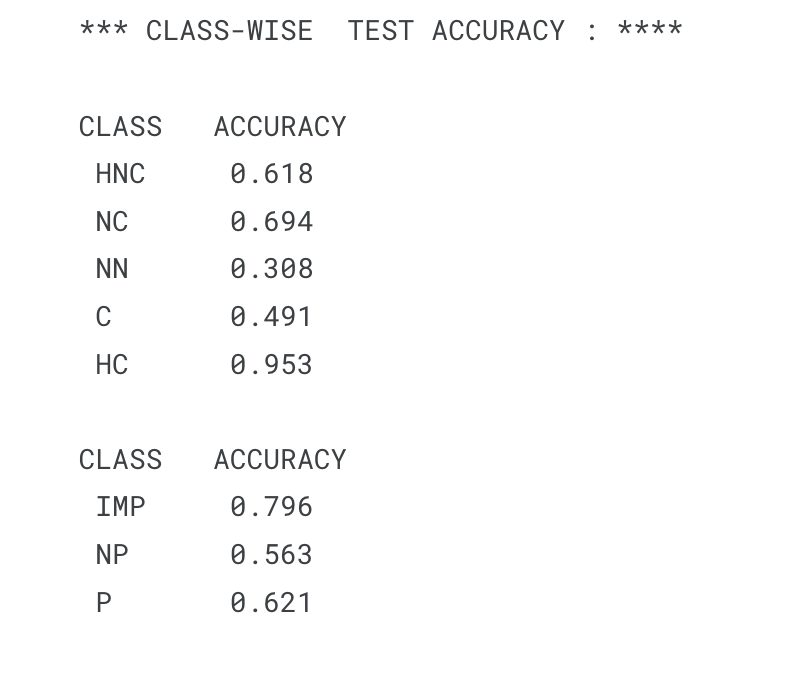 *** CLASS-WISE  TEST ACCURACY : ****
CLASS   ACCURACY
HNC     0.618
NC      0.694
NN      0.308
C       0.491
HC      0.953
CLASS   ACCURACY
IMP     0.796
NP      0.563
P       0.621